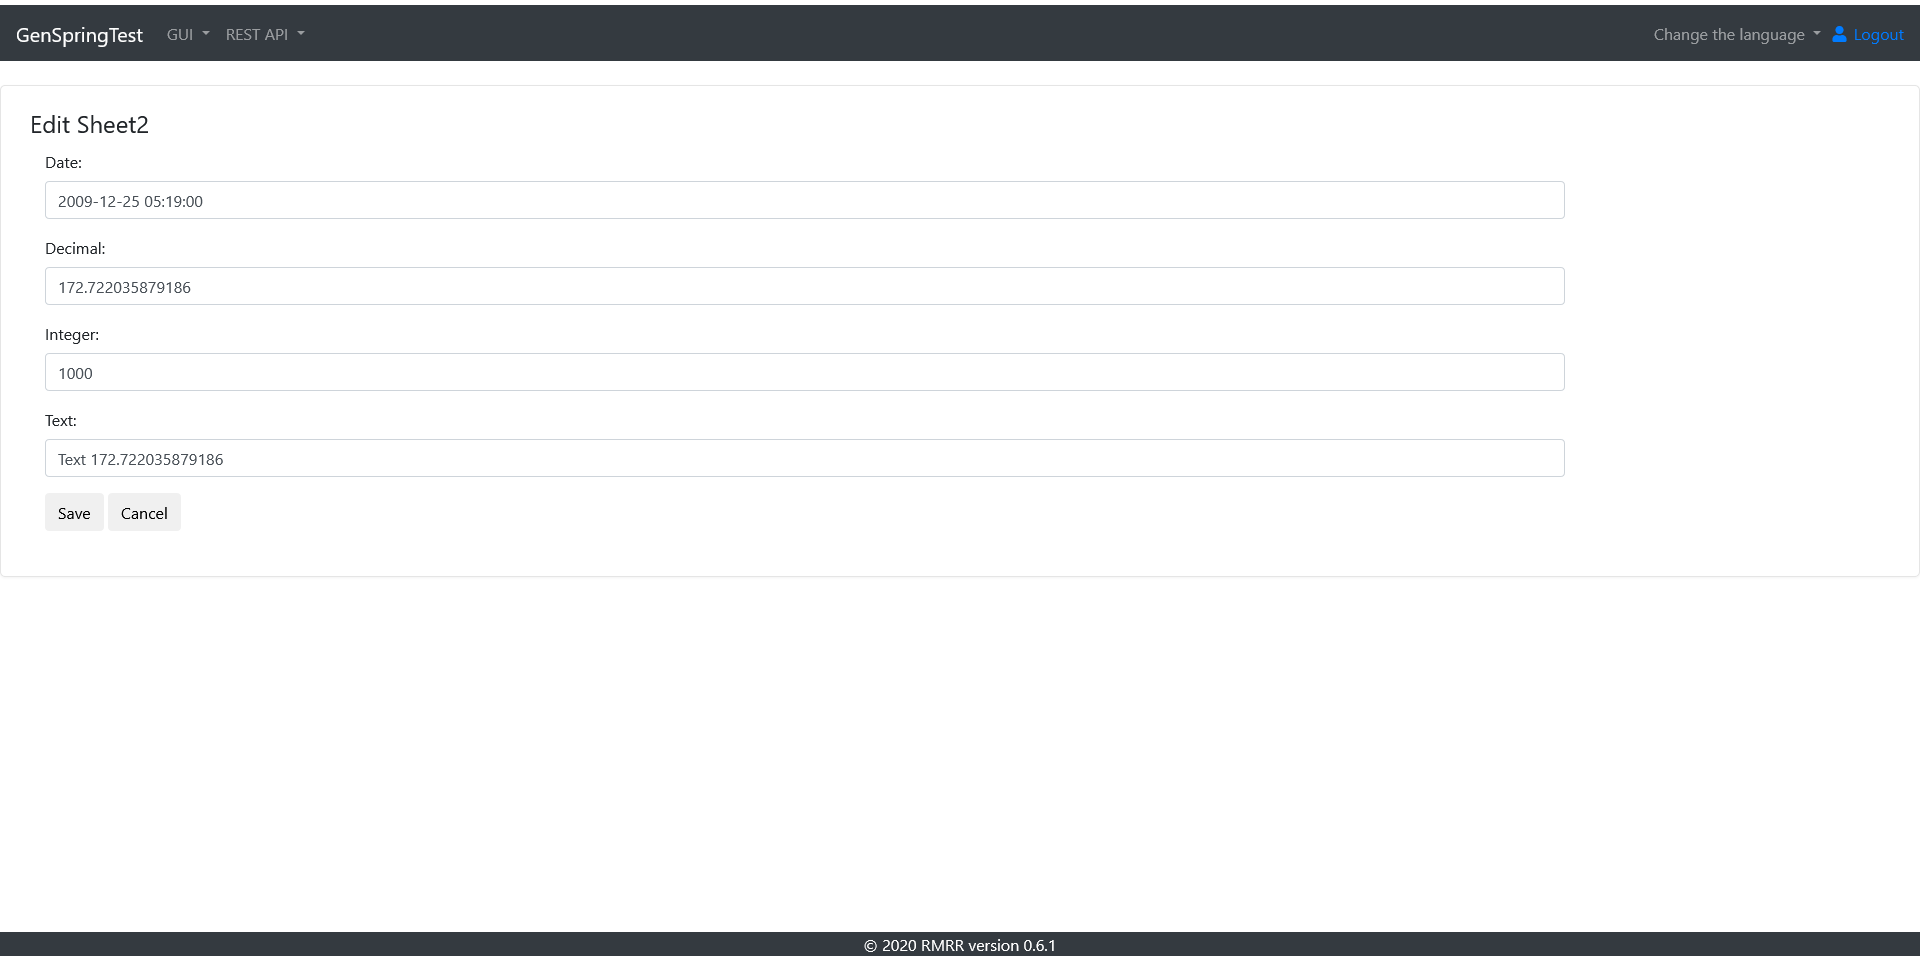 GenSpringTest GUI REST API Change the language Logout
Edit Sheet2
Date:
2009-12-25 05:19:00
Decimal:
172.722035879186
Integer:
1000
Text:
Text 172.722035879186
Save Cancel
© 2020 RMRR version 0.6.1